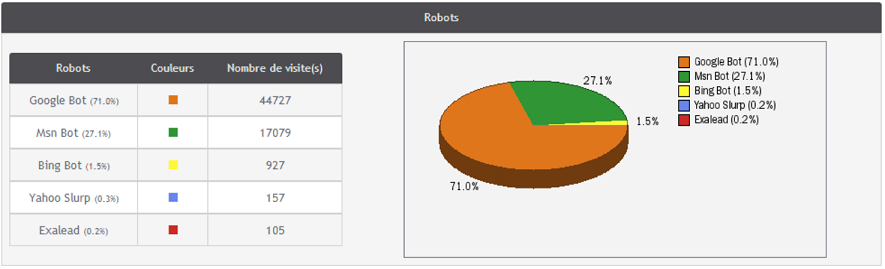 Robots
Robots Couleurs Nombre de visite(s)
Google Bot (71.0%) 44727
Msn Bot (27.1%) 17079
Bing Bot (1.5%) 927
Yahoo Slurp (0.3%) 157
Exalead (0.2%) 105
27.1%
1.5%
71.0%
Google Bot (71.0%)
Msn Bot (27.1%)
Bing Bot (1.5%)
Yahoo Slurp (0.2%)
Exalead (0.2%)